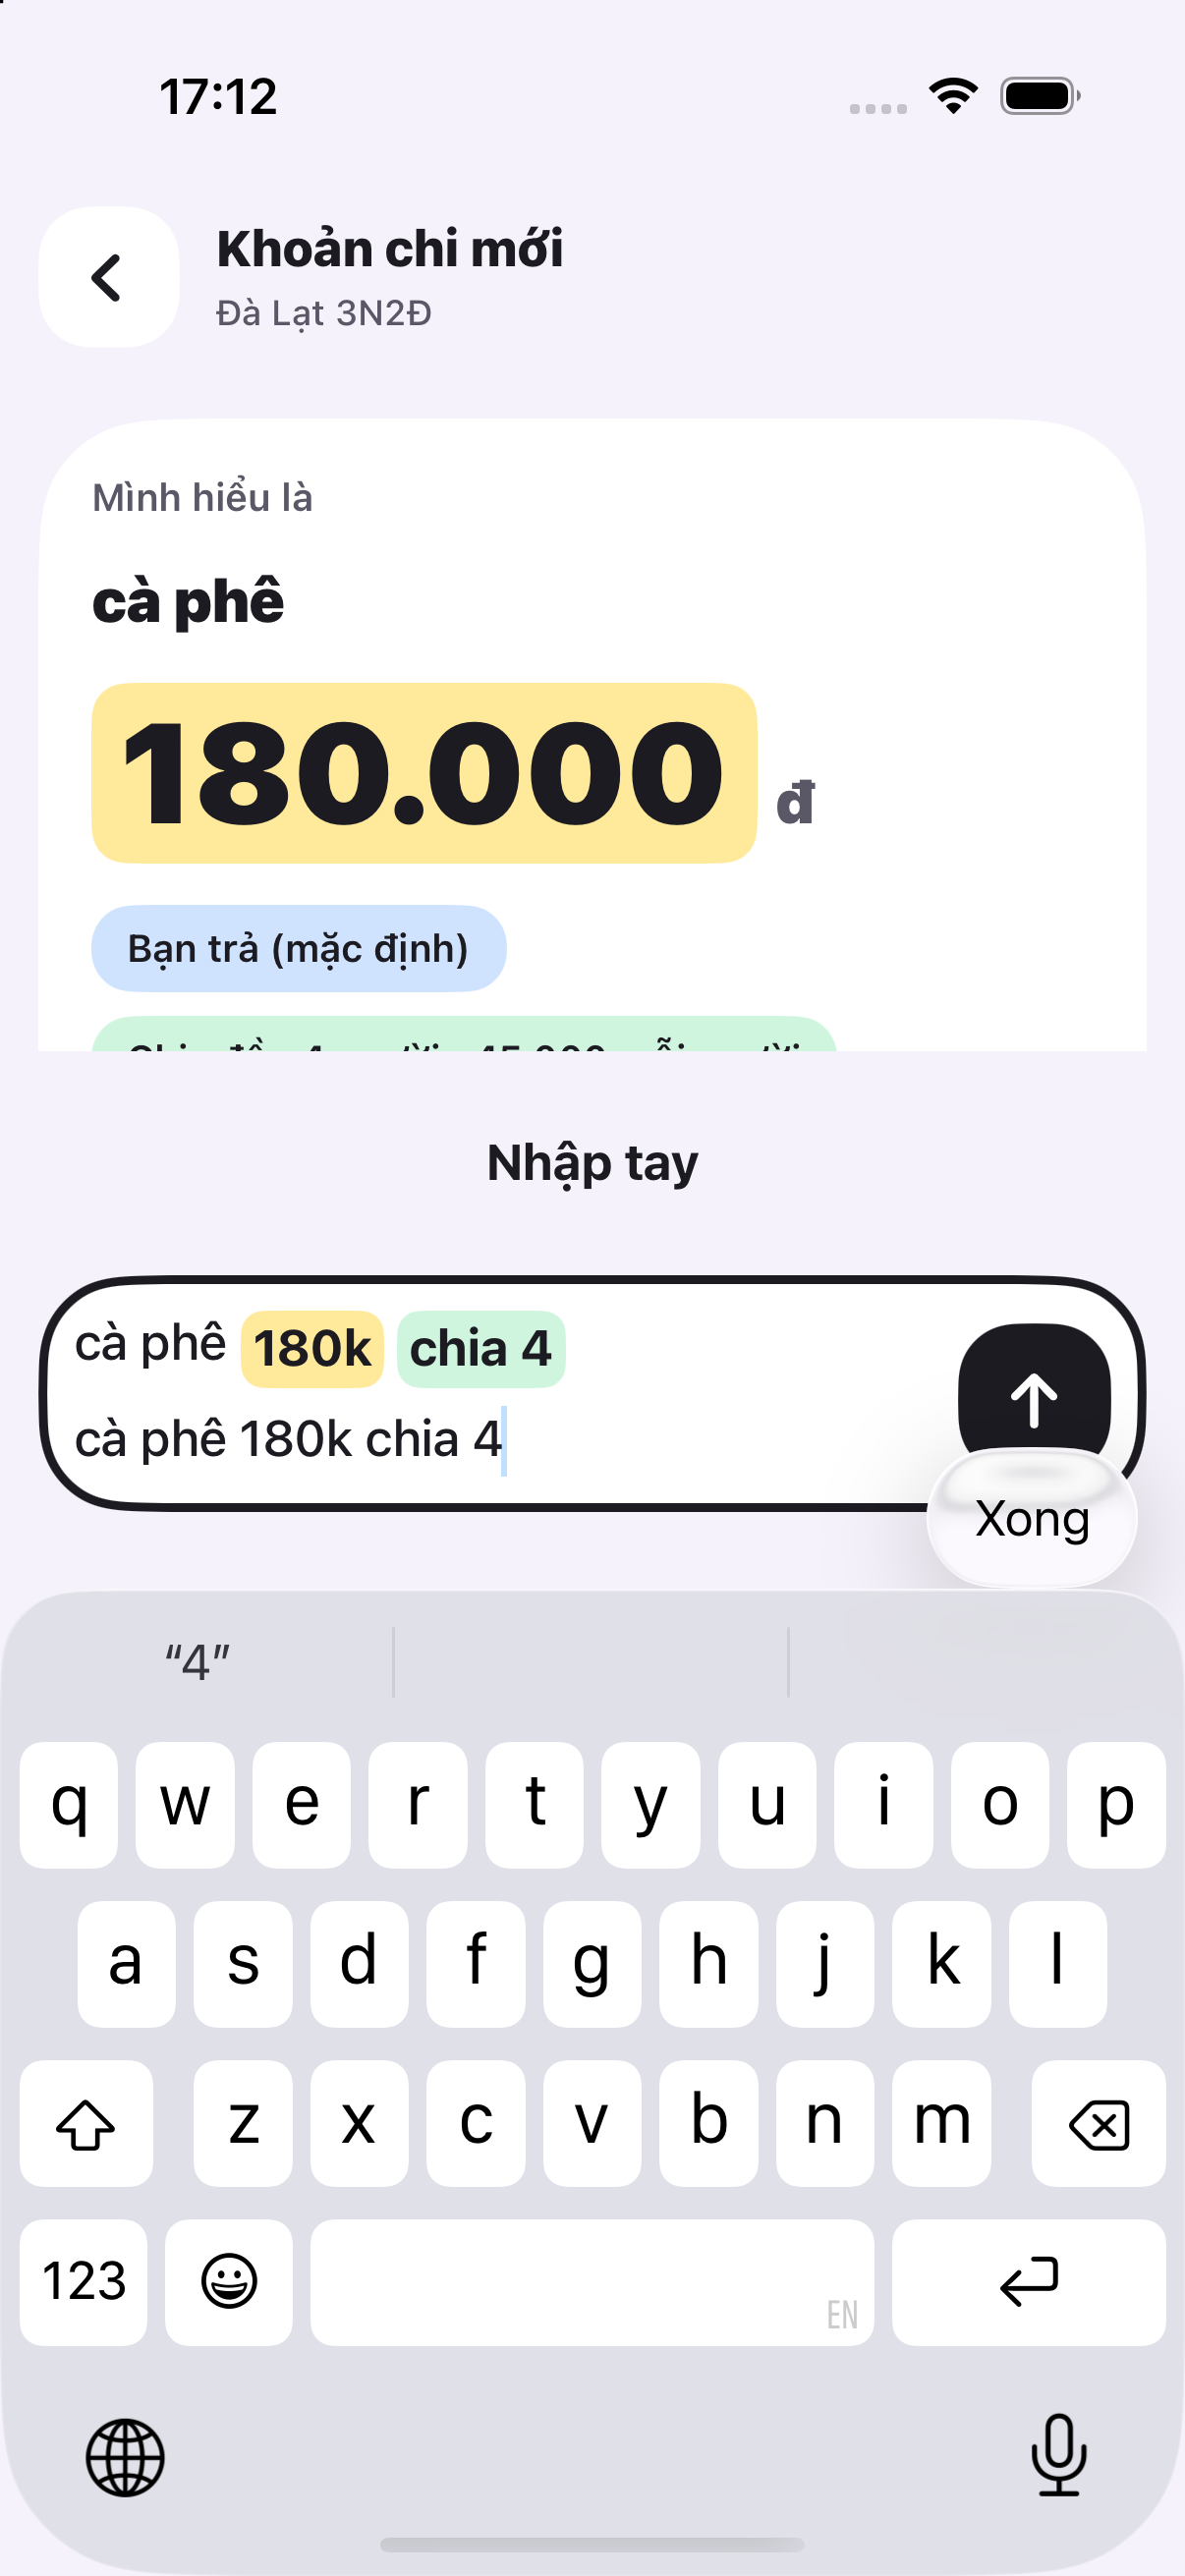 17:12
Khoản chi mới
Đà Lạt 3N2Đ
Mình hiểu là
cà phê
180.000 đ
Bạn trả (mặc định)
Nhập tay
cà phê 180k chia 4
cà phê 180k chia 4
Xong
“4”
q w e r t y u i o p
a s d f g h j k l
z x c v b n m
123
EN